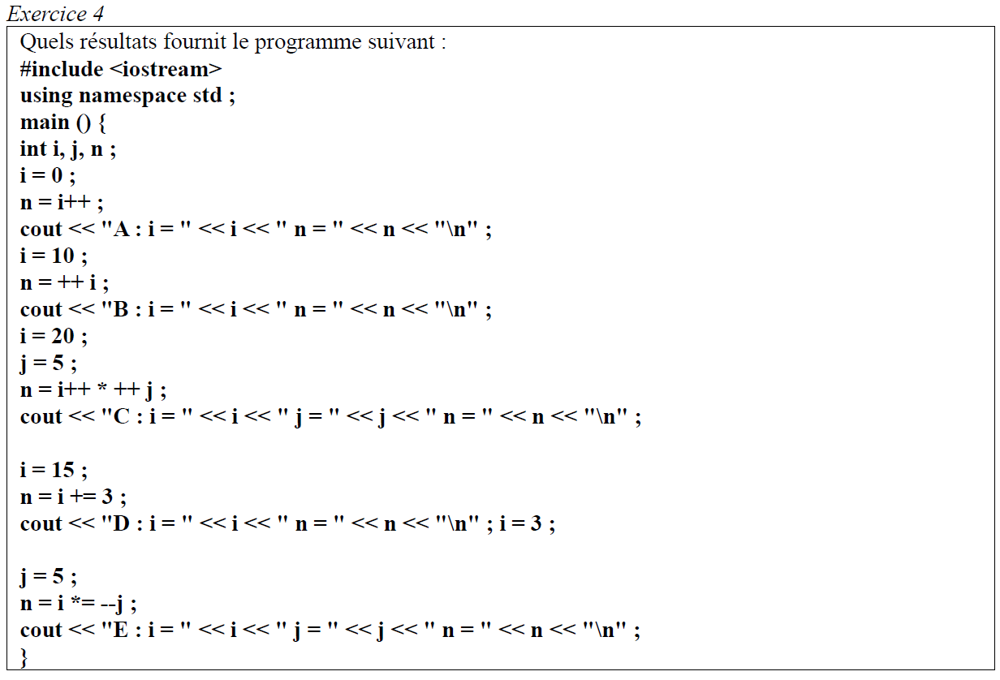 Exercice 4
Quels résultats fournit le programme suivant :
#include <iostream>
using namespace std ;
main () {
int i, j, n ;
i = 0 ;
n = i++ ;
cout << "A : i = " << i << " n = " << n << "\n" ;
i = 10 ;
n = ++ i ;
cout << "B : i = " << i << " n = " << n << "\n" ;
i = 20 ;
j = 5 ;
n = i++ * ++ j ;
cout << "C : i = " << i << " j = " << j << " n = " << n << "\n" ;
i = 15 ;
n = i += 3 ;
cout << "D : i = " << i << " n = " << n << "\n" ; i = 3 ;
j = 5 ;
n = i *= --j ;
cout << "E : i = " << i << " j = " << j << " n = " << n << "\n" ;
}